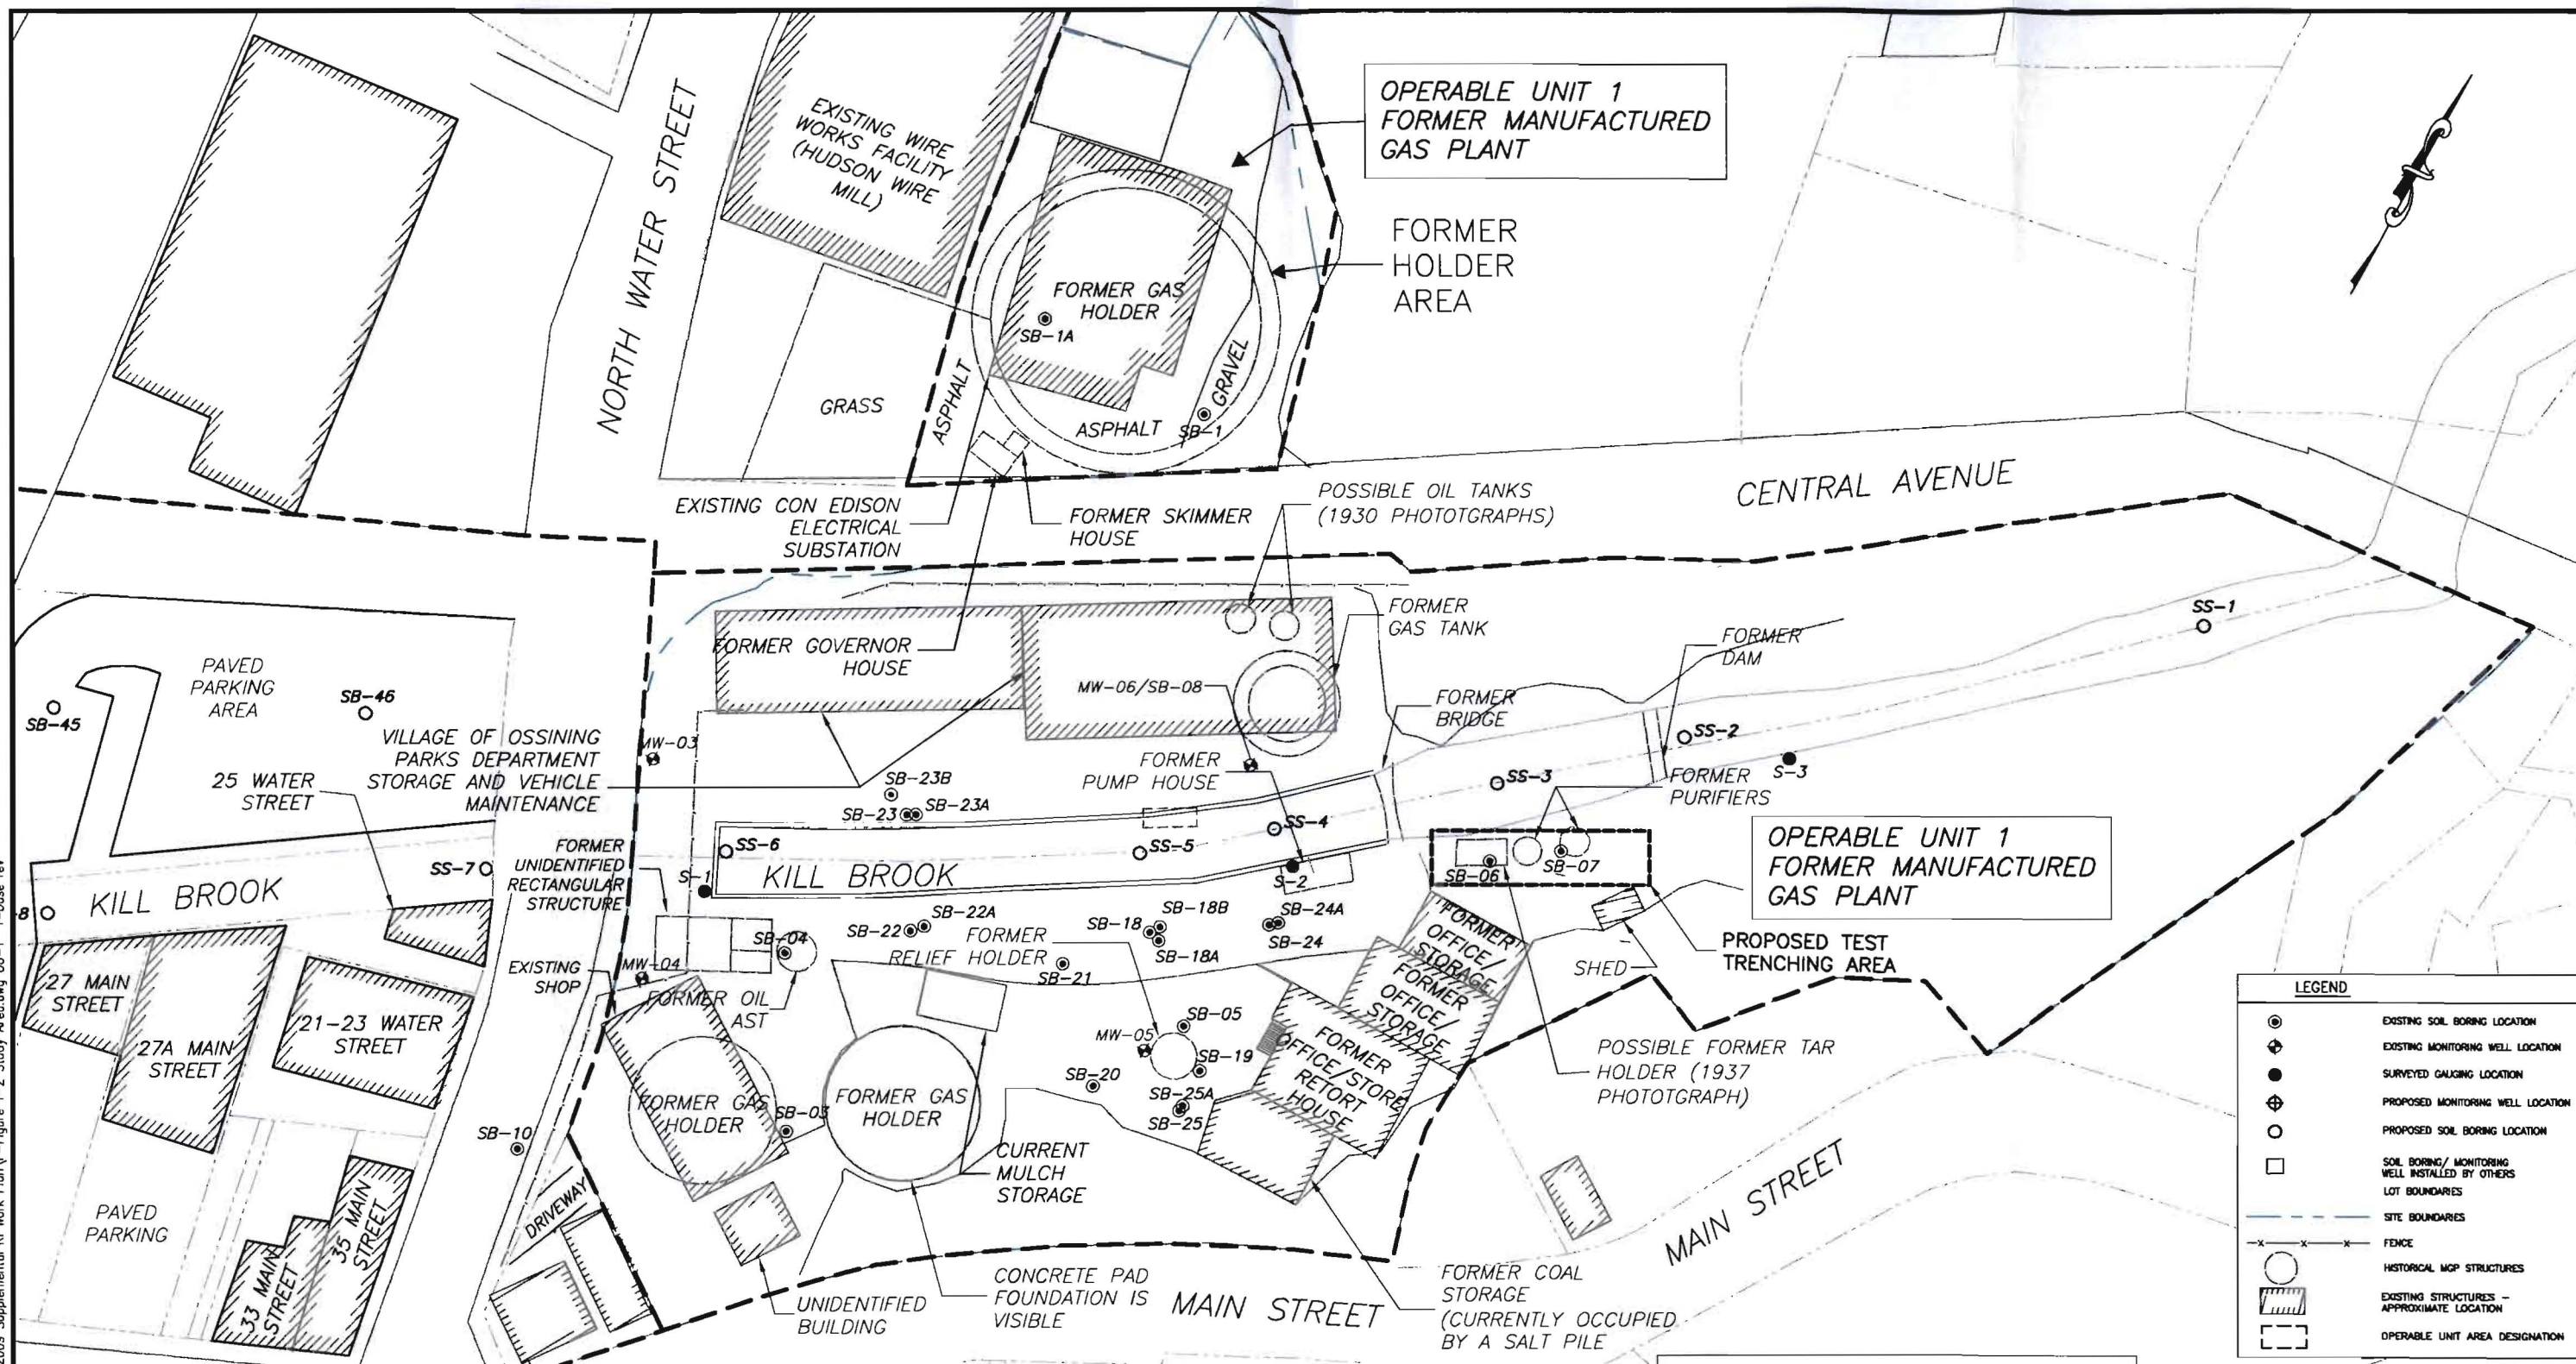 OPERABLE UNIT 1
FORMER MANUFACTURED
GAS PLANT
EXISTING WIRE
WORKS FACILITY
(HUDSON WIRE
MILL)
NORTH WATER STREET
FORMER
HOLDER
AREA
FORMER GAS
HOLDER
SB-1A
GRAVEL
ASPHALT
GRASS
ASPHALT
SB-1
CENTRAL AVENUE
EXISTING CON EDISON
ELECTRICAL
SUBSTATION
FORMER SKIMMER
HOUSE
POSSIBLE OIL TANKS
(1930 PHOTOTGRAPHS)
FORMER
GAS TANK
SS-1
FORMER GOVERNOR
HOUSE
FORMER
DAM
PAVED
PARKING
AREA
SB-46
SB-45
MW-06/SB-08
FORMER
BRIDGE
SS-2
VILLAGE OF OSSINING
PARKS DEPARTMENT
STORAGE AND VEHICLE
MAINTENANCE
MW-03
25 WATER
STREET
FORMER
PUMP HOUSE
SB-23B
SB-23
SB-23A
SS-3
FORMER
PURIFIERS
S-3
SS-4
SS-5
SS-6
SS-7
FORMER
UNIDENTIFIED
RECTANGULAR
STRUCTURE
S-1
KILL BROOK
KILL BROOK
S-2
SB-06
SB-07
OPERABLE UNIT 1
FORMER MANUFACTURED
GAS PLANT
-8
SB-22A
SB-22
SB-18B
SB-18
SB-18A
SB-24A
SB-24
FORMER
RELIEF HOLDER
SB-21
SB-04
MW-04
EXISTING
SHOP
FORMER OIL
AST
FORMER
OFFICE/
STORAGE
FORMER
OFFICE/
STORAGE
FORMER
OFFICE/STORE
RETORT
HOUSE
SHED
PROPOSED TEST
TRENCHING AREA
27 MAIN
STREET
27A MAIN
STREET
21-23 WATER
STREET
SB-05
MW-05
SB-19
SB-20
SB-25A
SB-25
POSSIBLE FORMER TAR
HOLDER (1937
PHOTOTGRAPH)
FORMER GAS
HOLDER
SB-03
FORMER GAS
HOLDER
SB-10
CURRENT
MULCH
STORAGE
DRIVEWAY
PAVED
PARKING
33 MAIN
STREET
35 MAIN
STREET
UNIDENTIFIED
BUILDING
CONCRETE PAD
FOUNDATION IS
VISIBLE
MAIN STREET
MAIN STREET
FORMER COAL
STORAGE
(CURRENTLY OCCUPIED
BY A SALT PILE
LEGEND
EXISTING SOIL BORING LOCATION
EXISTING MONITORING WELL LOCATION
SURVEYED GAUGING LOCATION
PROPOSED MONITORING WELL LOCATION
PROPOSED SOIL BORING LOCATION
SOIL BORING/ MONITORING
WELL INSTALLED BY OTHERS
LOT BOUNDARIES
SITE BOUNDARIES
FENCE
HISTORICAL MGP STRUCTURES
EXISTING STRUCTURES -
APPROXIMATE LOCATION
OPERABLE UNIT AREA DESIGNATION